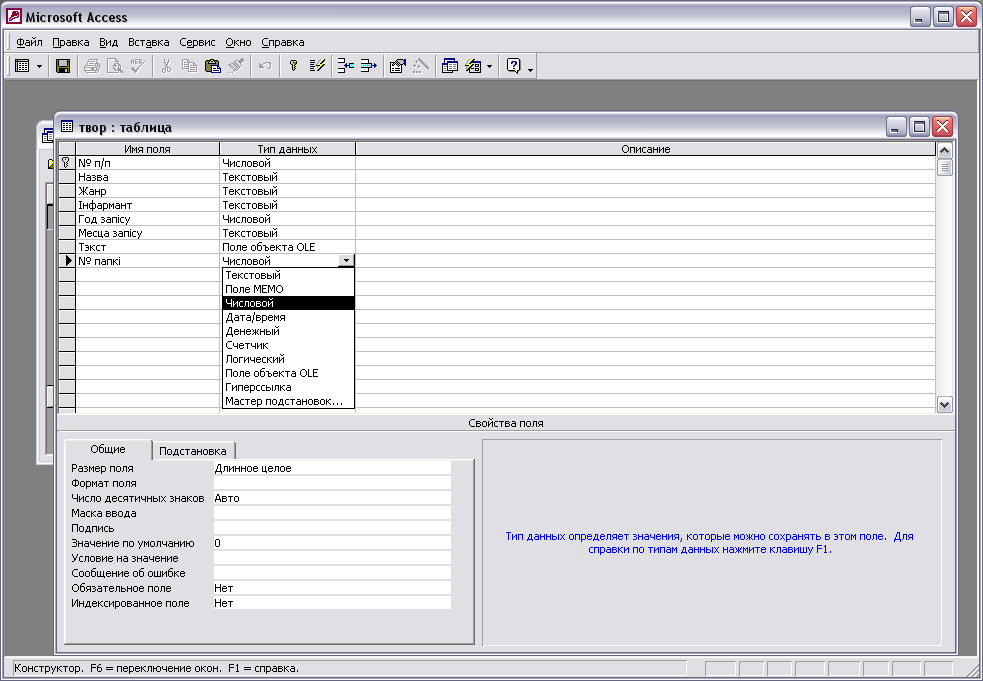 Microsoft Access
Файл Правка Вид Вставка Сервис Окно Справка
твор : таблица
Имя поля Тип данных Описание
№ п/п Числовой
Назва Текстовый
Жанр Текстовый
Інфармант Текстовый
Год запісу Числовой
Месца запісу Текстовый
Тэкст Поле объекта OLE
№ папкі Числовой
Текстовый
Поле MEMO
Числовой
Дата/время
Денежный
Счетчик
Логический
Поле объекта OLE
Гиперссылка
Мастер подстановок...
Свойства поля
Общие Подстановка
Размер поля Длинное целое
Формат поля
Число десятичных знаков Авто
Маска ввода
Подпись
Значение по умолчанию 0
Условие на значение
Сообщение об ошибке
Обязательное поле Нет
Индексированное поле Нет
Тип данных определяет значения, которые можно сохранять в этом поле. Для
справки по типам данных нажмите клавишу F1.
Конструктор. F6 = переключение окон. F1 = справка.